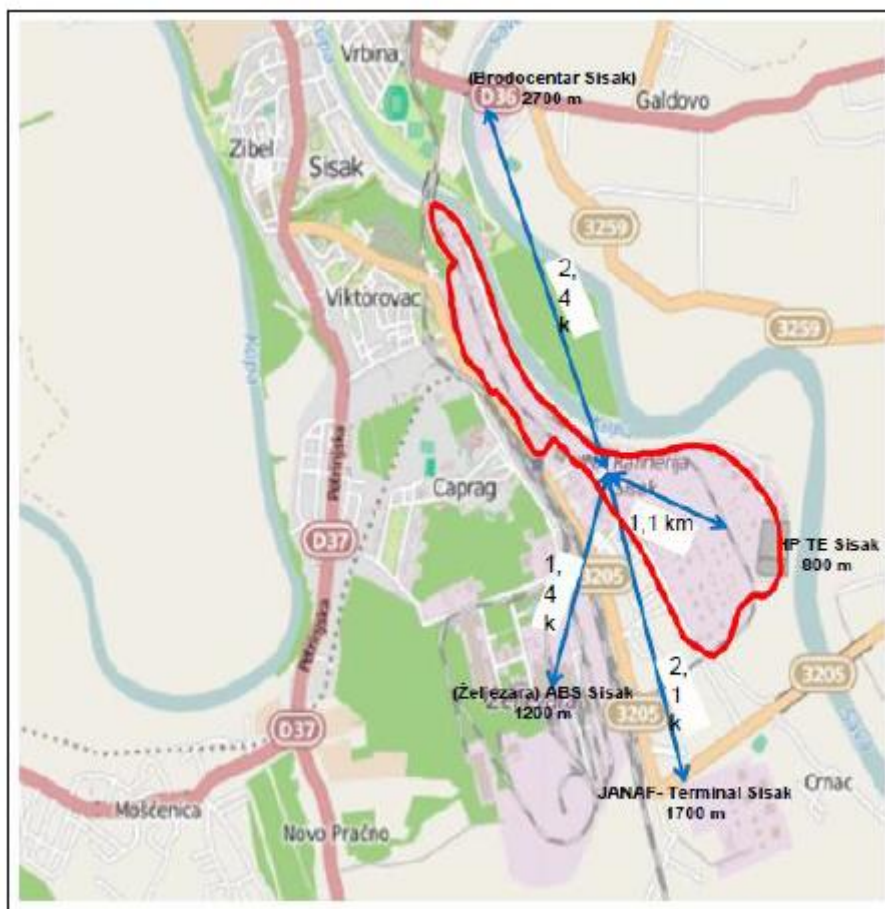 Vrbina
(Brodocentar Sisak)
2700 m
D36
Galdovo
Zibel
Sisak
3259
Viktorovac
2,
4
k
3259
Kupa
Petrinjska
Caprag
Rafinerija
Sisak
1,1 km
HP TE Sisak
800 m
D37
1,
4
k
3205
Petrinjska
(Željezara) ABS Sisak
1200 m
2,
1
k
3205
3205
D37
JANAF- Terminal Sisak
1700 m
Crnac
Moščenica
Novo Pračno